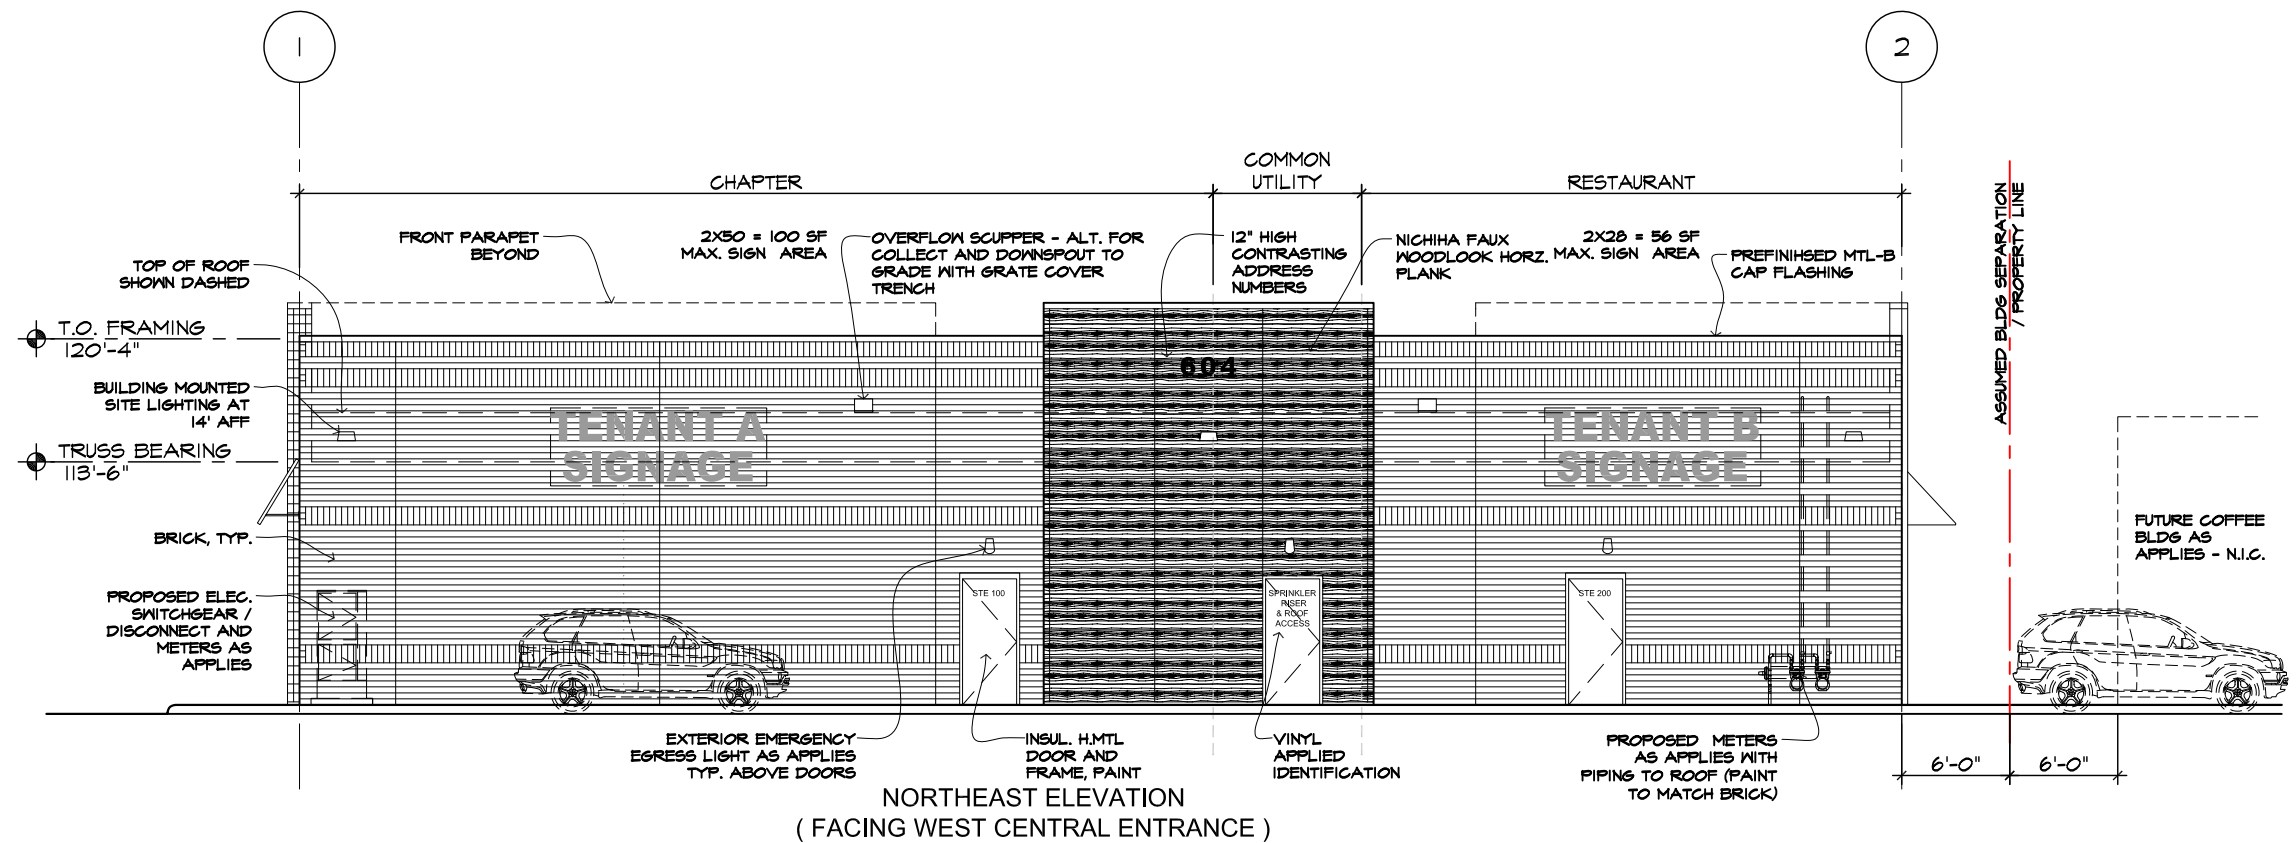 1
2
CHAPTER
COMMON
UTILITY
RESTAURANT
FRONT PARAPET
BEYOND
2X50 = 100 SF
MAX. SIGN AREA
OVERFLOW SCUPPER - ALT. FOR
COLLECT AND DOWNSPOUT TO
GRADE WITH GRATE COVER
TRENCH
12" HIGH
CONTRASTING
ADDRESS
NUMBERS
NICHIHA FAUX
WOODLOOK HORZ.
PLANK
2X28 = 56 SF
MAX. SIGN AREA
PREFINIHSED MTL-B
CAP FLASHING
ASSUMED BLDG SEPARATION
/ PROPERTY LINE
TOP OF ROOF
SHOWN DASHED
T.O. FRAMING
120'-4"
BUILDING MOUNTED
SITE LIGHTING AT
14' AFF
TRUSS BEARING
113'-6"
BRICK, TYP.
PROPOSED ELEC.
SWITCHGEAR /
DISCONNECT AND
METERS AS
APPLIES
604
TENANT A
SIGNAGE
TENANT B
SIGNAGE
STE 100
SPRINKLER
RISER
& ROOF
ACCESS
STE 200
FUTURE COFFEE
BLDG AS
APPLIES - N.I.C.
EXTERIOR EMERGENCY
EGRESS LIGHT AS APPLIES
TYP. ABOVE DOORS
INSUL. H.MTL
DOOR AND
FRAME, PAINT
VINYL
APPLIED
IDENTIFICATION
PROPOSED METERS
AS APPLIES WITH
PIPING TO ROOF (PAINT
TO MATCH BRICK)
6'-0"
6'-0"
NORTHEAST ELEVATION
( FACING WEST CENTRAL ENTRANCE )